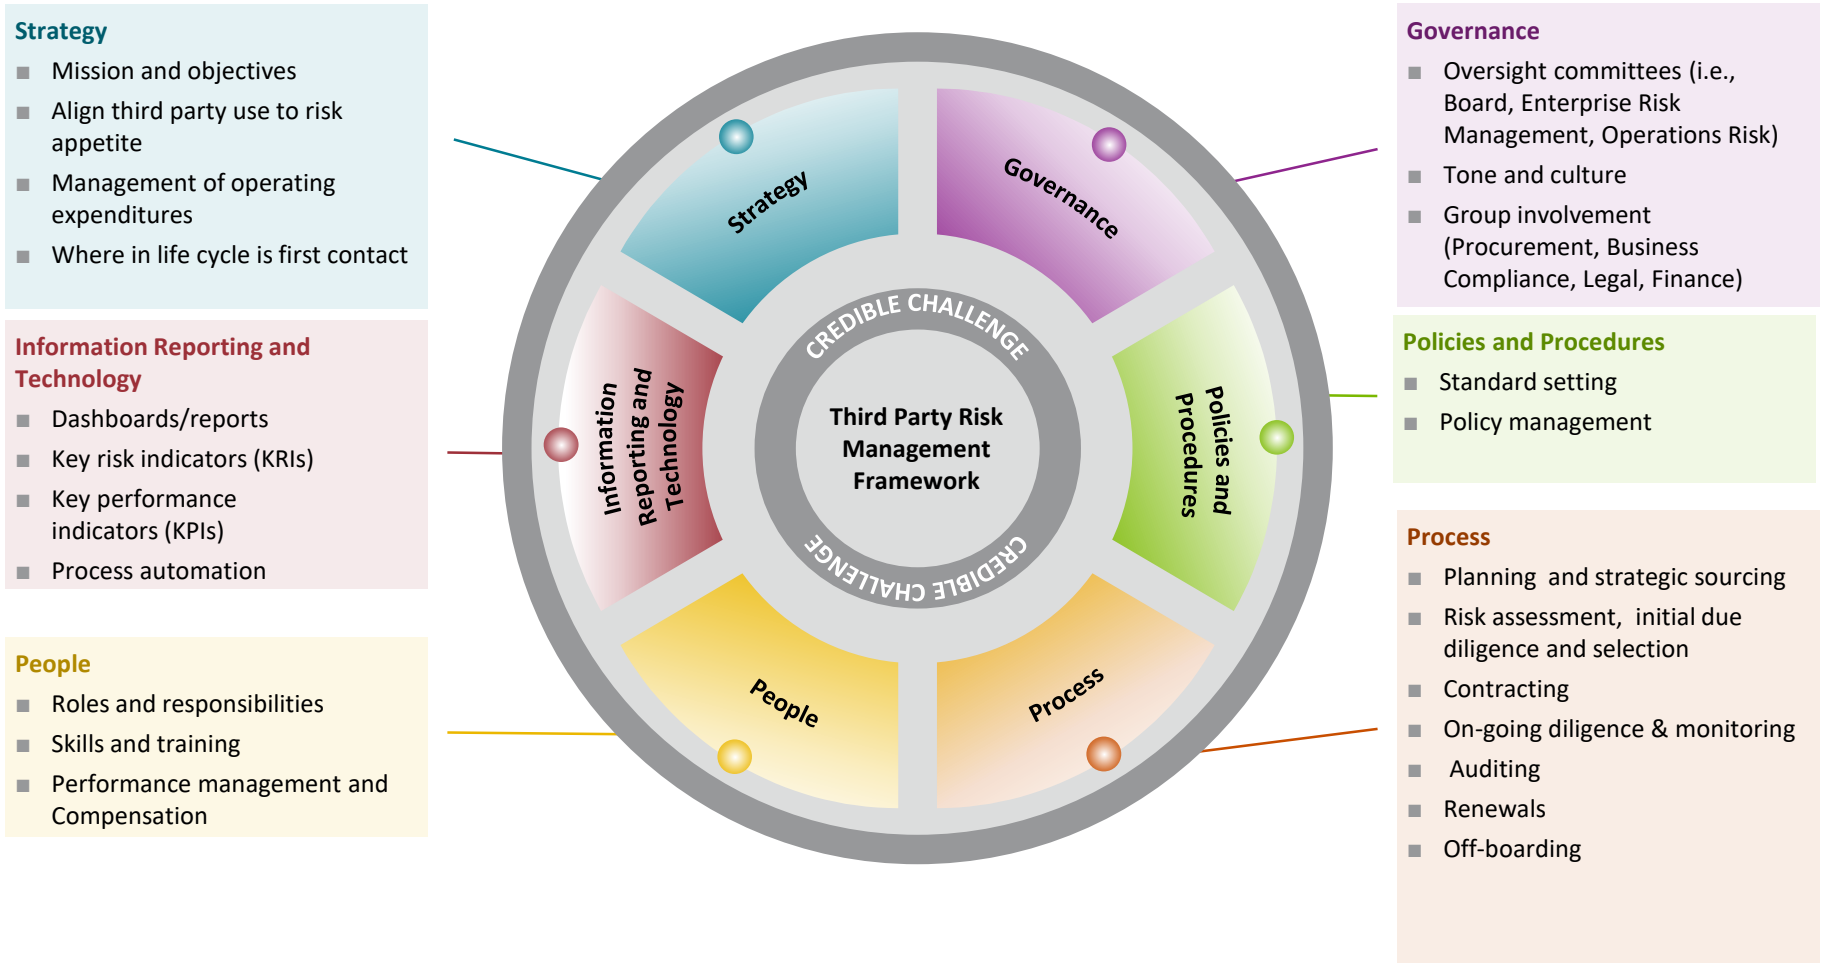 Strategy
■ Mission and objectives
■ Align third party use to risk
appetite
■ Management of operating
expenditures
■ Where in life cycle is first contact
Information Reporting and
Technology
■ Dashboards/reports
■ Key risk indicators (KRIs)
■ Key performance
indicators (KPIs)
■ Process automation
People
■ Roles and responsibilities
■ Skills and training
■ Performance management and
Compensation
Strategy
Governance
Information
Reporting and
Technology
Policies and
Procedures
People
Process
CREDIBLE CHALLENGE
Third Party Risk
Management
Framework
CREDIBLE CHALLENGE
Governance
■ Oversight committees (i.e.,
Board, Enterprise Risk
Management, Operations Risk)
■ Tone and culture
■ Group involvement
(Procurement, Business
Compliance, Legal, Finance)
Policies and Procedures
■ Standard setting
■ Policy management
Process
■ Planning  and strategic sourcing
■ Risk assessment,  initial due
diligence and selection
■ Contracting
■ On-going diligence & monitoring
■ Auditing
■ Renewals
■ Off-boarding